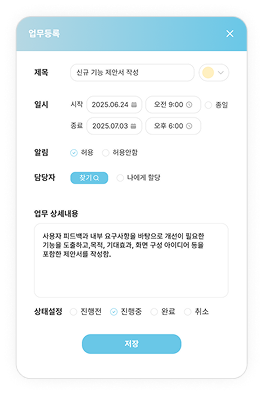 업무등록
제목 신규 기능 제안서 작성
일시 시작 2025.06.24 오전 9:00 종일
종료 2025.07.03 오후 6:00
알림 허용 허용안함
담당자 찾기 나에게 할당
업무 상세내용
사용자 피드백과 내부 요구사항을 바탕으로 개선이 필요한
기능을 도출하고,목적, 기대효과, 화면 구성 아이디어 등을
포함한 제안서를 작성함.
상태설정 진행전 진행중 완료 취소
저장